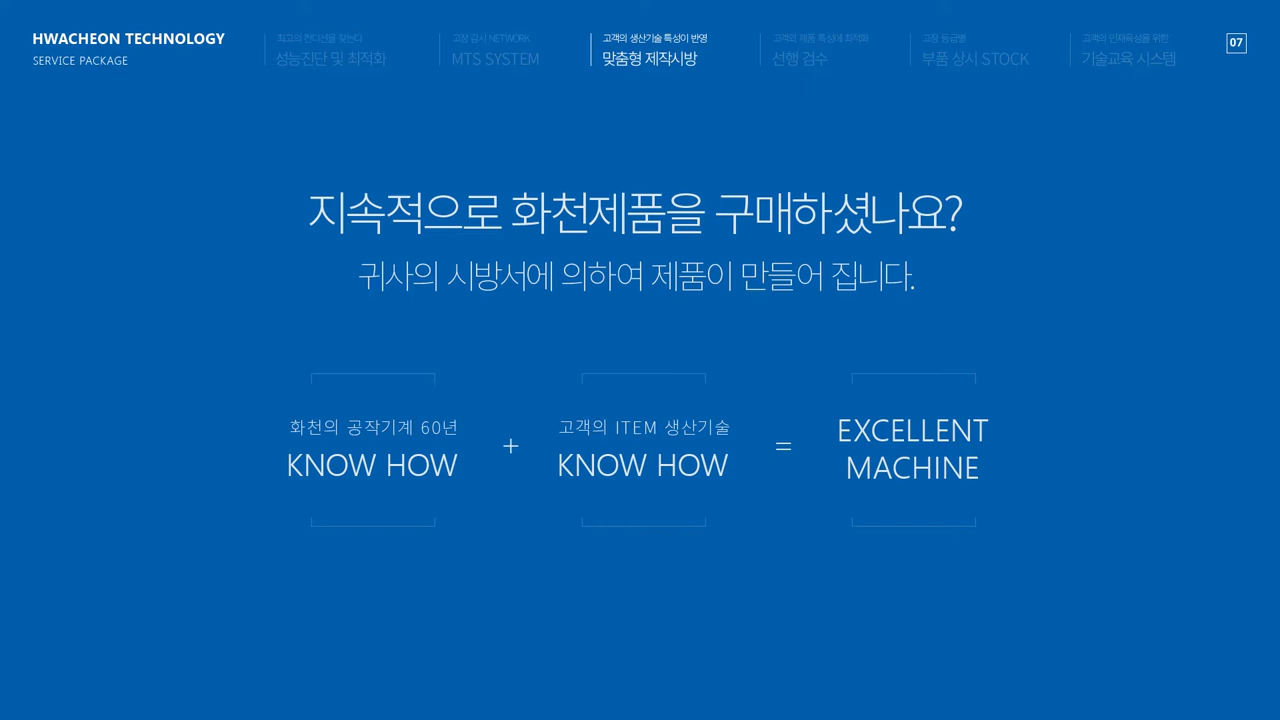 HWACHEON TECHNOLOGY
SERVICE PACKAGE
최고의 컨디션을 찾는다
성능진단 및 최적화
고장 감시 NETWORK
MTS SYSTEM
고객의 생산기술 특성이 반영
맞춤형 제작시방
고객의 제품 특성에 최적화
선행 검수
고장 등급별
부품 상시 STOCK
고객의 인재육성을 위한
기술교육 시스템
07
지속적으로 화천제품을 구매하셨나요?
귀사의 시방서에 의하여 제품이 만들어 집니다.
화천의 공작기계 60년
KNOW HOW
+
고객의 ITEM 생산기술
KNOW HOW
=
EXCELLENT
MACHINE